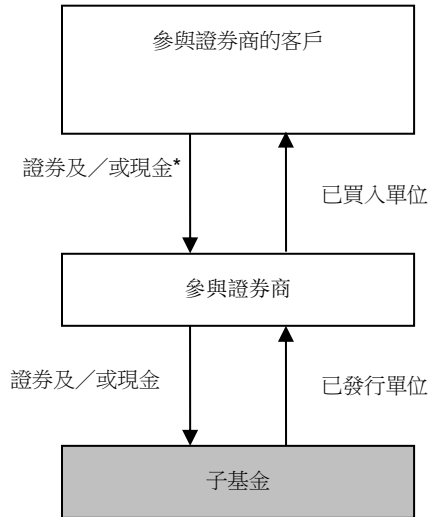 參與證券商的客戶
證券及／或現金*
已買入單位
參與證券商
證券及／或現金
已發行單位
子基金